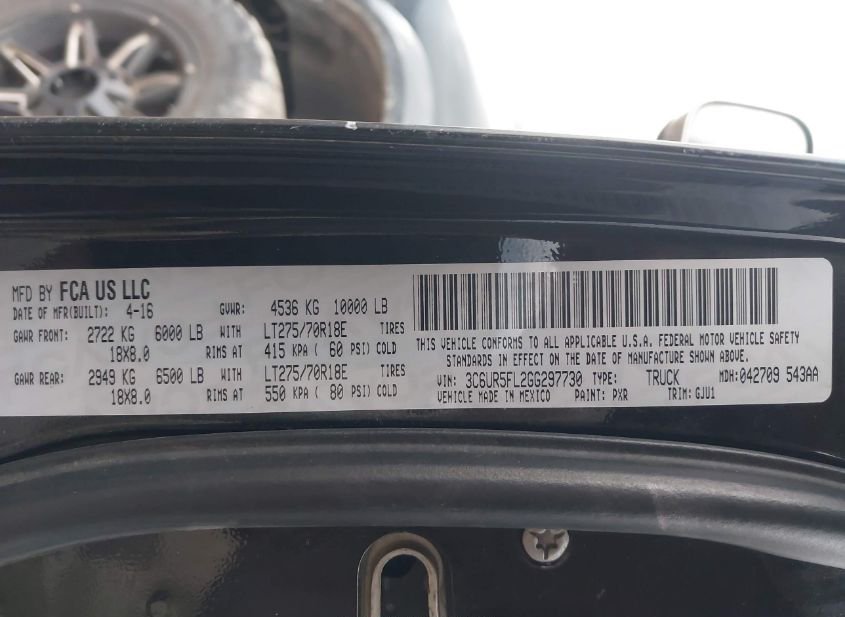 MFD BY FCA US LLC
DATE OF MFR(BUILT): 4-16 GVWR: 4536 KG 10000 LB
GAWR FRONT: 2722 KG 6000 LB WITH LT275/70R18E TIRES
18X8.0 RIMS AT 415 KPA ( 60 PSI) COLD
GAWR REAR: 2949 KG 6500 LB WITH LT275/70R18E TIRES
18X8.0 RIMS AT 550 KPA ( 80 PSI) COLD
THIS VEHICLE CONFORMS TO ALL APPLICABLE U.S.A. FEDERAL MOTOR VEHICLE SAFETY
STANDARDS IN EFFECT ON THE DATE OF MANUFACTURE SHOWN ABOVE.
VIN: 3C6UR5FL2GG297730 TYPE: TRUCK MDH: 042709 543AA
VEHICLE MADE IN MEXICO PAINT: PXR TRIM: GJU1